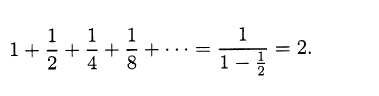 1 + 1/2 + 1/4 + 1/8 + ··· = 1/(1 − 1/2) = 2.